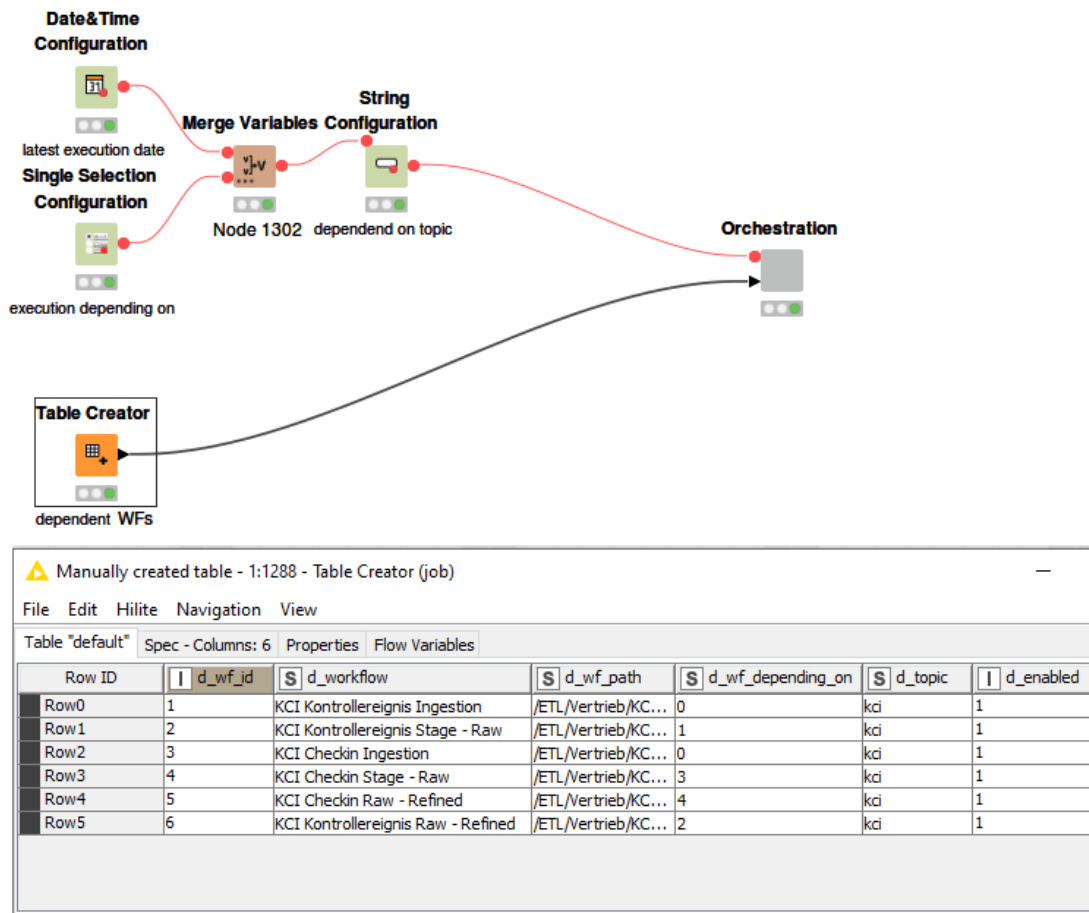 Date&Time
Configuration
latest execution date
Single Selection
Configuration
execution depending on
Merge Variables
Node 1302
String
Configuration
dependend on topic
Orchestration
Table Creator
dependent WFs
Manually created table - 1:1288 - Table Creator (job)
File Edit Hilite Navigation View
Table "default" Spec - Columns: 6 Properties Flow Variables
Row ID I d_wf_id S d_workflow S d_wf_path S d_wf_depending_on S d_topic I d_enabled
Row0 1 KCI Kontrollereignis Ingestion /ETL/Vertrieb/KC... 0 kci 1
Row1 2 KCI Kontrollereignis Stage - Raw /ETL/Vertrieb/KC... 1 kci 1
Row2 3 KCI Checkin Ingestion /ETL/Vertrieb/KC... 0 kci 1
Row3 4 KCI Checkin Stage - Raw /ETL/Vertrieb/KC... 3 kci 1
Row4 5 KCI Checkin Raw - Refined /ETL/Vertrieb/KC... 4 kci 1
Row5 6 KCI Kontrollereignis Raw - Refined /ETL/Vertrieb/KC... 2 kci 1